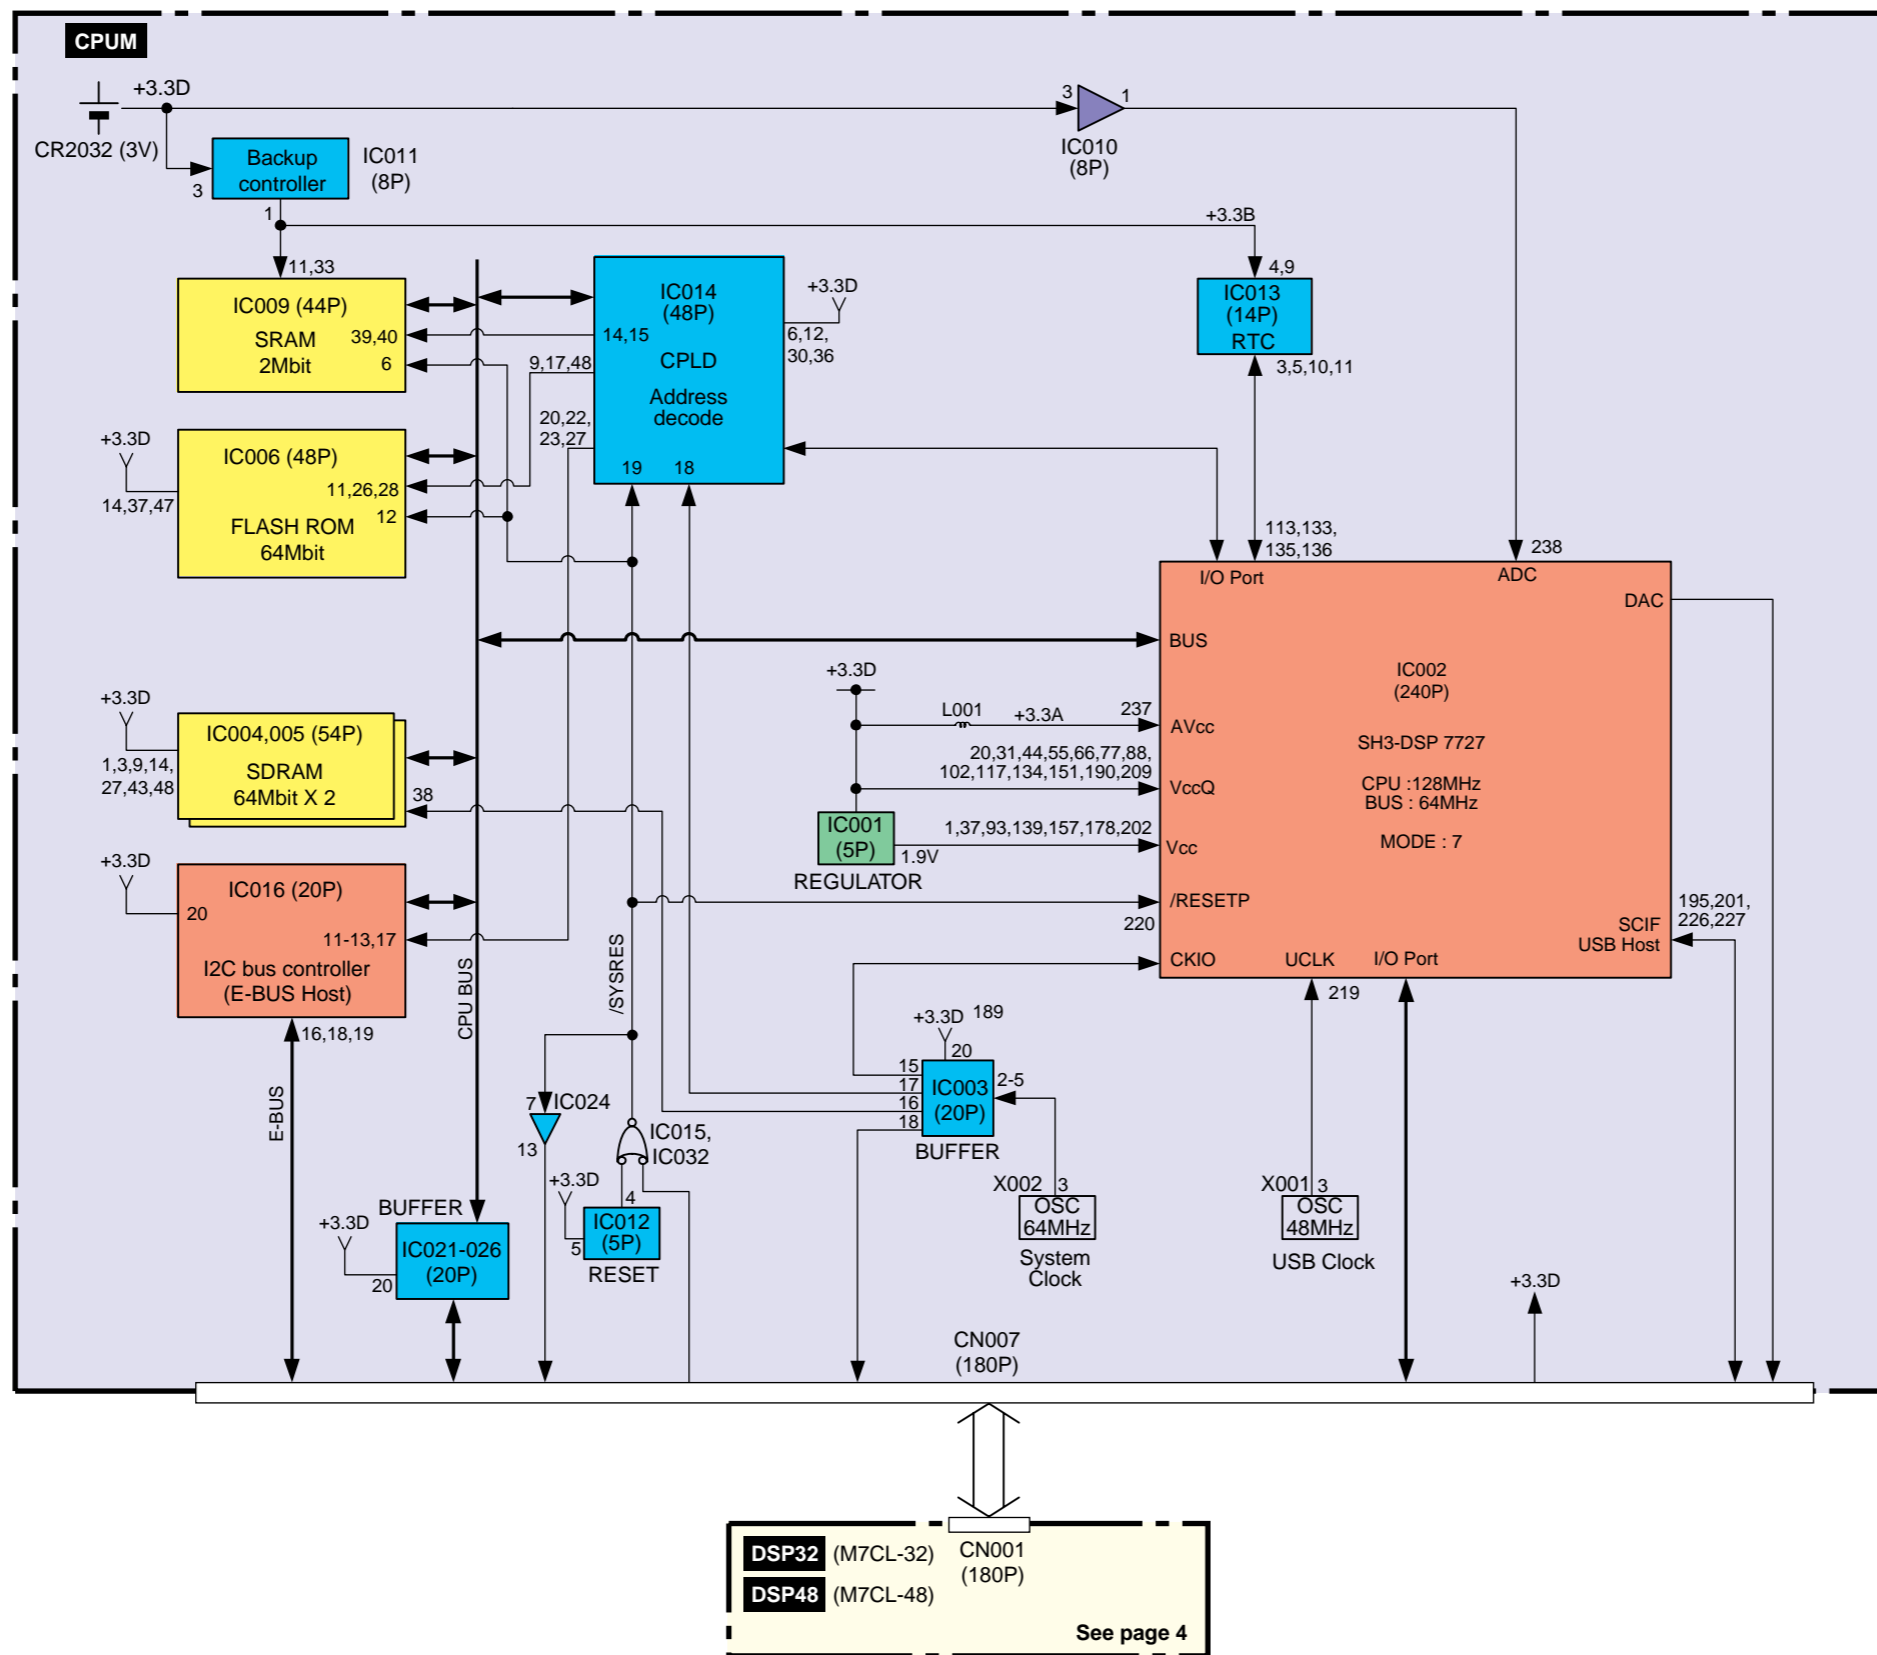 CPUM
+3.3D
CR2032 (3V)
3
Backup
controller
IC011
(8P)
1
3
1
IC010
(8P)
+3.3B
11,33
IC009 (44P)
SRAM
2Mbit
39,40
6
IC014
(48P)
CPLD
Address
decode
14,15
9,17,48
20,22,
23,27
19
18
+3.3D
6,12,
30,36
4,9
IC013
(14P)
RTC
3,5,10,11
+3.3D
14,37,47
IC006 (48P)
11,26,28
12
FLASH ROM
64Mbit
113,133,
135,136
238
I/O Port
ADC
DAC
BUS
IC002
(240P)
SH3-DSP 7727
CPU :128MHz
BUS : 64MHz
MODE : 7
+3.3D
L001
+3.3A
237
AVcc
20,31,44,55,66,77,88,
102,117,134,151,190,209
VccQ
IC001
(5P)
1,37,93,139,157,178,202
1.9V
Vcc
REGULATOR
/RESETP
220
195,201,
226,227
SCIF
USB Host
CKIO
UCLK
I/O Port
219
+3.3D
1,3,9,14,
27,43,48
IC004,005 (54P)
SDRAM
64Mbit X 2
38
+3.3D
20
IC016 (20P)
11-13,17
I2C bus controller
(E-BUS Host)
16,18,19
E-BUS
CPU BUS
/SYSRES
+3.3D
189
20
15
17
16
18
IC003
(20P)
2-5
BUFFER
7
IC024
13
IC015,
IC032
+3.3D
4
5
IC012
(5P)
RESET
X002
3
OSC
64MHz
System
Clock
X001
3
OSC
48MHz
USB Clock
BUFFER
+3.3D
20
IC021-026
(20P)
+3.3D
CN007
(180P)
DSP32 (M7CL-32)
DSP48 (M7CL-48)
CN001
(180P)
See page 4